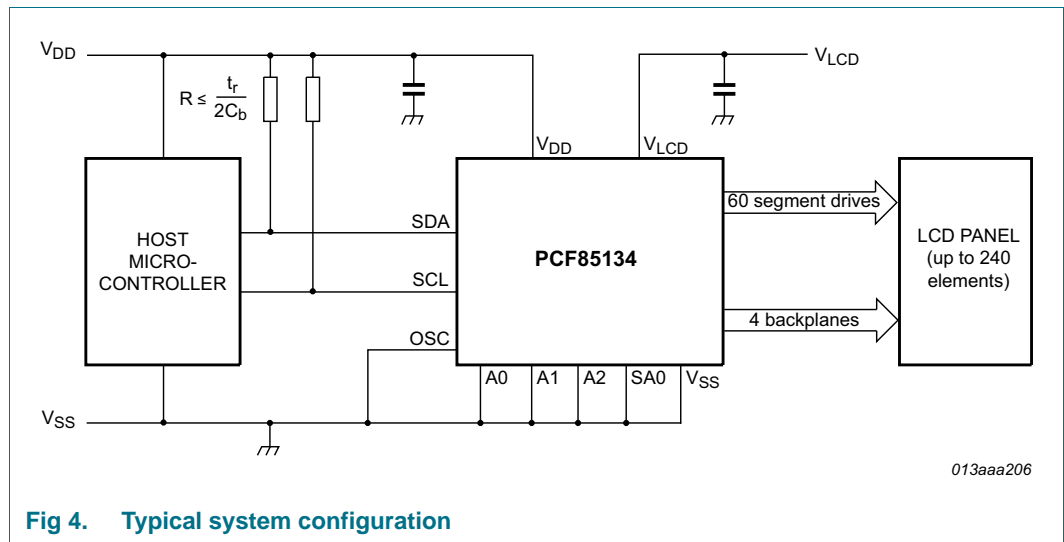 VDD
VLCD
R ≤ tr
2Cb
VDD
VLCD
60 segment drives
HOST
MICRO-
CONTROLLER
SDA
SCL
OSC
PCF85134
LCD PANEL
(up to 240
elements)
4 backplanes
A0 A1 A2 SA0 VSS
VSS
013aaa206
Fig 4. Typical system configuration